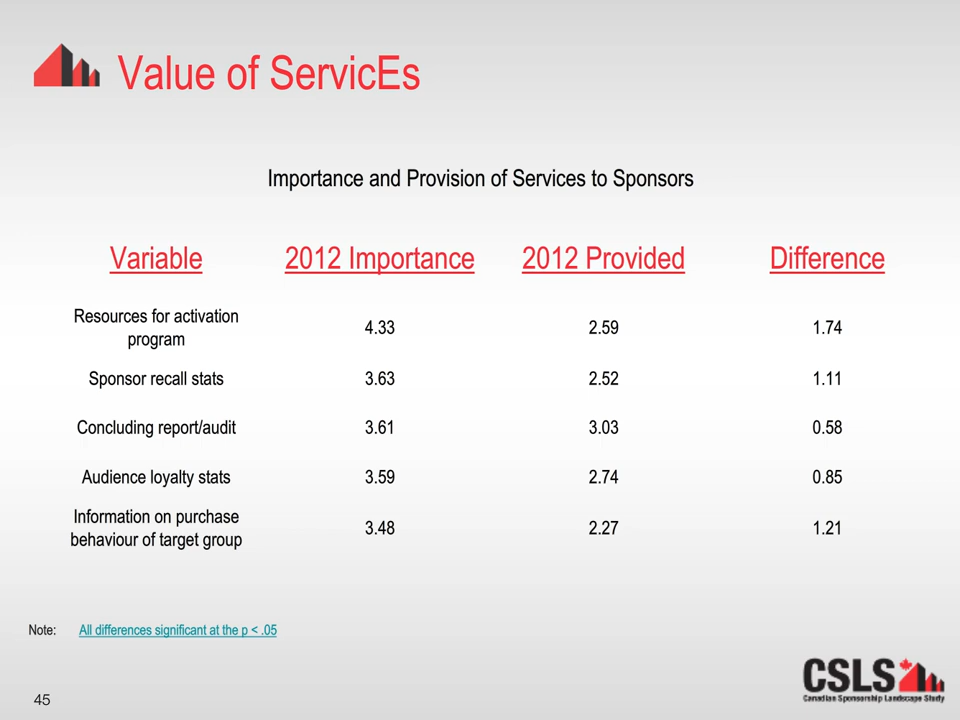 Value of ServicEs
Importance and Provision of Services to Sponsors
Variable 2012 Importance 2012 Provided Difference
Resources for activation
program
4.33 2.59 1.74
Sponsor recall stats 3.63 2.52 1.11
Concluding report/audit 3.61 3.03 0.58
Audience loyalty stats 3.59 2.74 0.85
Information on purchase
behaviour of target group
3.48 2.27 1.21
Note: All differences significant at the p < .05
CSLS
Canadian Sponsorship Landscape Study
45